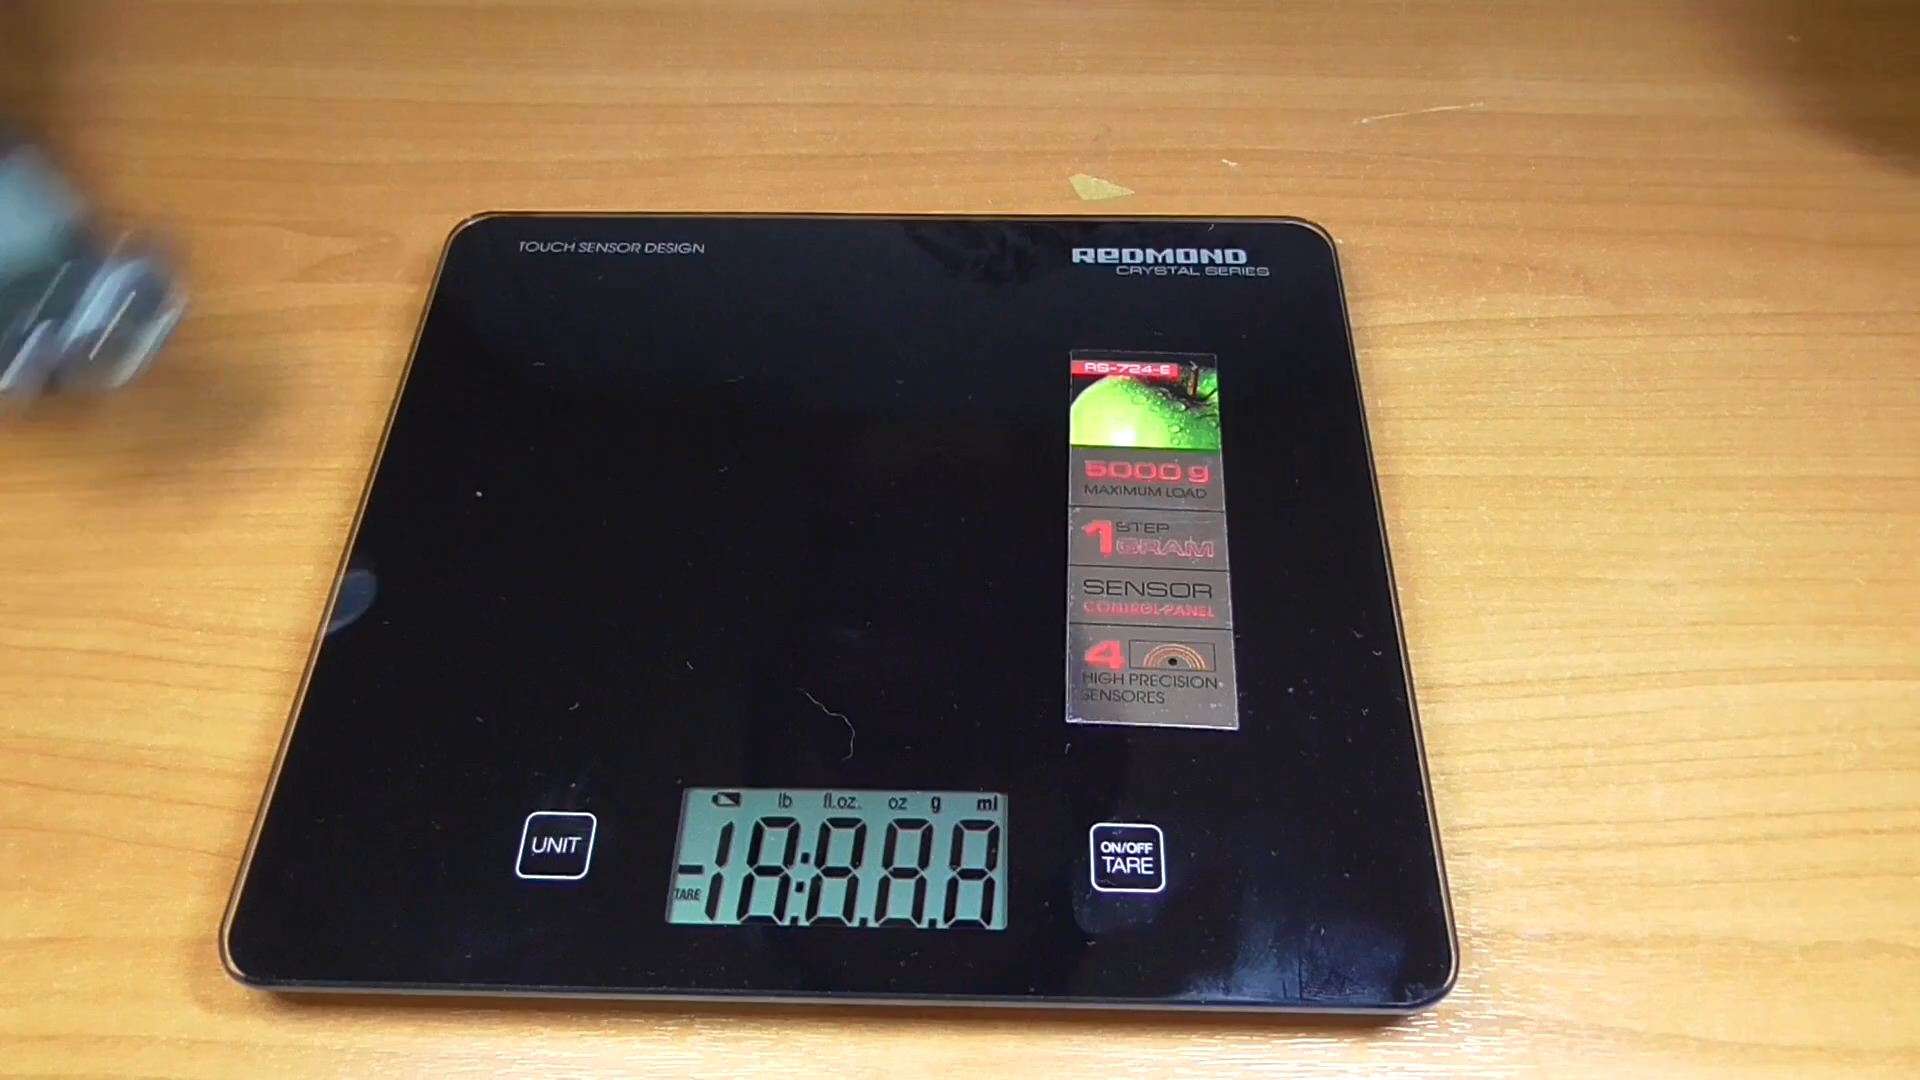 TOUCH SENSOR DESIGN
REDMOND
CRYSTAL SERIES
RS-724-E
5000 g
MAXIMUM LOAD
1 STEP
GRAM
SENSOR
CONTROL PANEL
4
HIGH PRECISION
SENSORES
UNIT
lb fl.oz. oz g ml
-18:8.8.8
TARE
ON/OFF
TARE